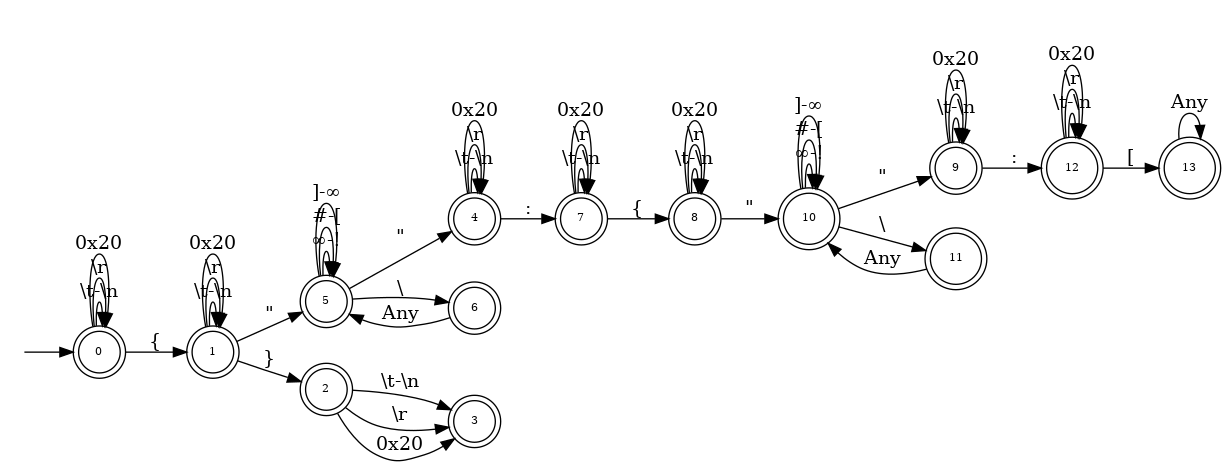 0x20
\r
\t-\n
0
{
0x20
\r
\t-\n
1
"
}
]-∞
#-[
∞-!
5
"
\
Any
6
2
\t-\n
\r
0x20
3
0x20
\r
\t-\n
4
:
0x20
\r
\t-\n
7
{
0x20
\r
\t-\n
8
"
]-∞
#-[
∞-!
10
"
\
Any
11
0x20
\r
\t-\n
9
:
0x20
\r
\t-\n
12
[
Any
13